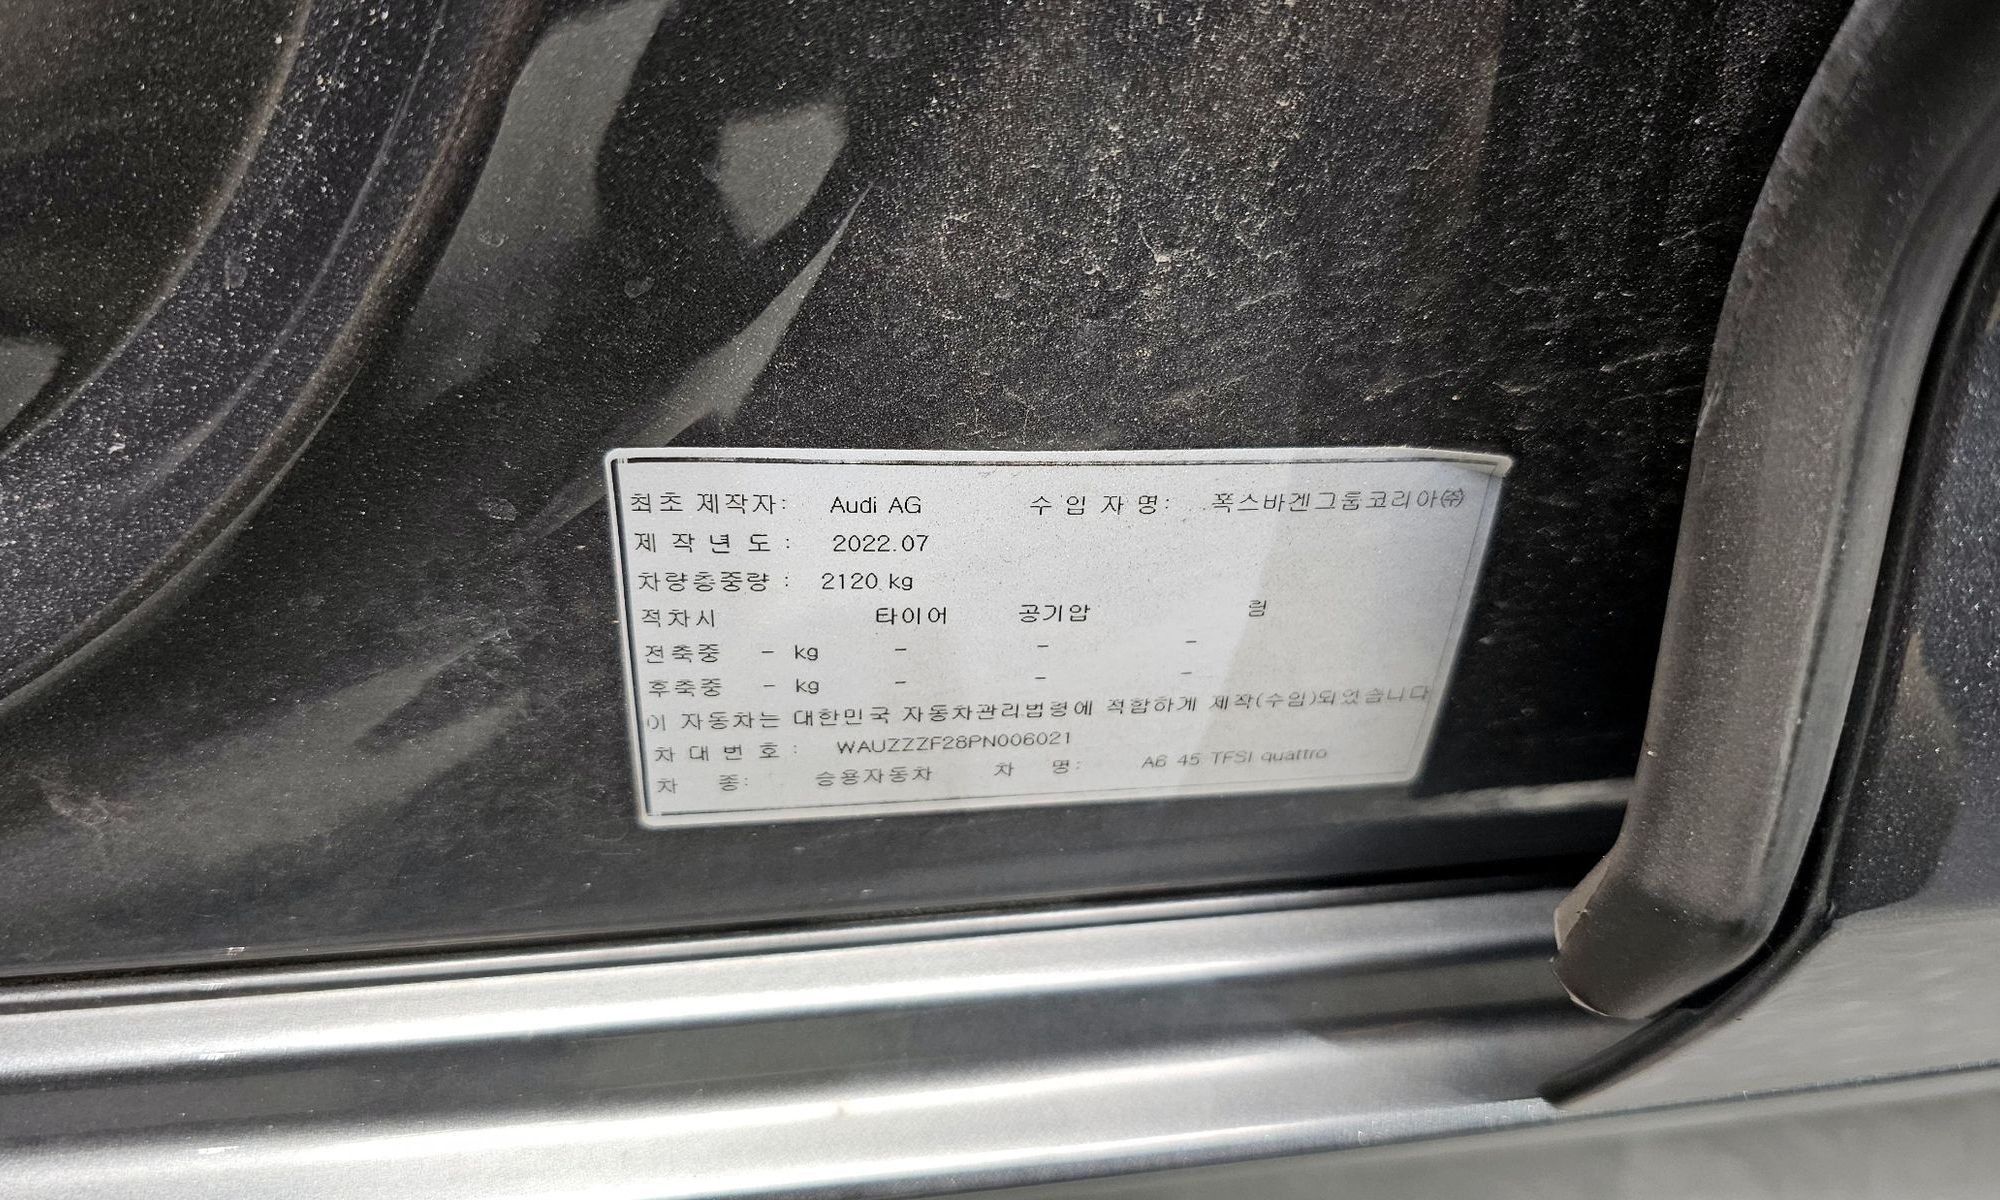 최초 제작자: Audi AG 수 입 자 명: 폭스바겐그룹코리아㈜
제 작 년 도 : 2022.07
차량총중량 : 2120 kg
적차시 타이어 공기압 림
전축중 - kg - - -
후축중 - kg - - -
이 자동차는 대한민국 자동차관리법령에 적합하게 제작(수입)되었습니다
차 대 번 호 : WAUZZZF28PN006021
차 종: 승용자동차 차 명: A6 45 TFSI quattro